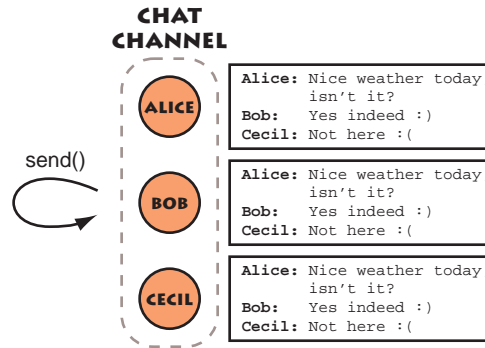 CHAT
CHANNEL
ALICE
Alice: Nice weather today
isn't it?
Bob: Yes indeed :)
Cecil: Not here :(
send()
BOB
Alice: Nice weather today
isn't it?
Bob: Yes indeed :)
Cecil: Not here :(
CECIL
Alice: Nice weather today
isn't it?
Bob: Yes indeed :)
Cecil: Not here :(